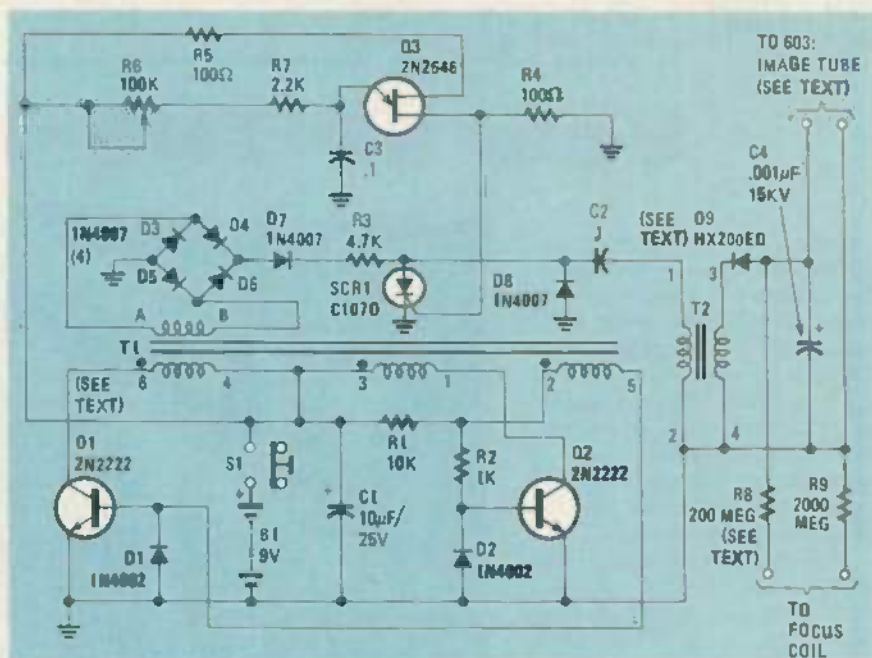 R5
100Ω
R6
100K
R7
2.2K
Q3
2N2646
R4
100Ω
TO 603:
IMAGE TUBE
(SEE TEXT)
C3
.1
C4
.001µF
15KV
1N4007
(4)
D3
D4
D5
D6
D7
1N4007
R3
4.7K
SCR1
C107D
D8
1N4007
C2
(SEE
TEXT)
D9
HX200ED
1
3
T2
2
4
A
B
T1
6
4
3
1
2
5
(SEE
TEXT)
Q1
2N2222
D1
1N4002
S1
B1
9V
C1
10µF/
25V
R1
10K
R2
1K
D2
1N4002
Q2
2N2222
R8
200 MEG
(SEE
TEXT)
R9
2000
MEG
TO
FOCUS
COIL